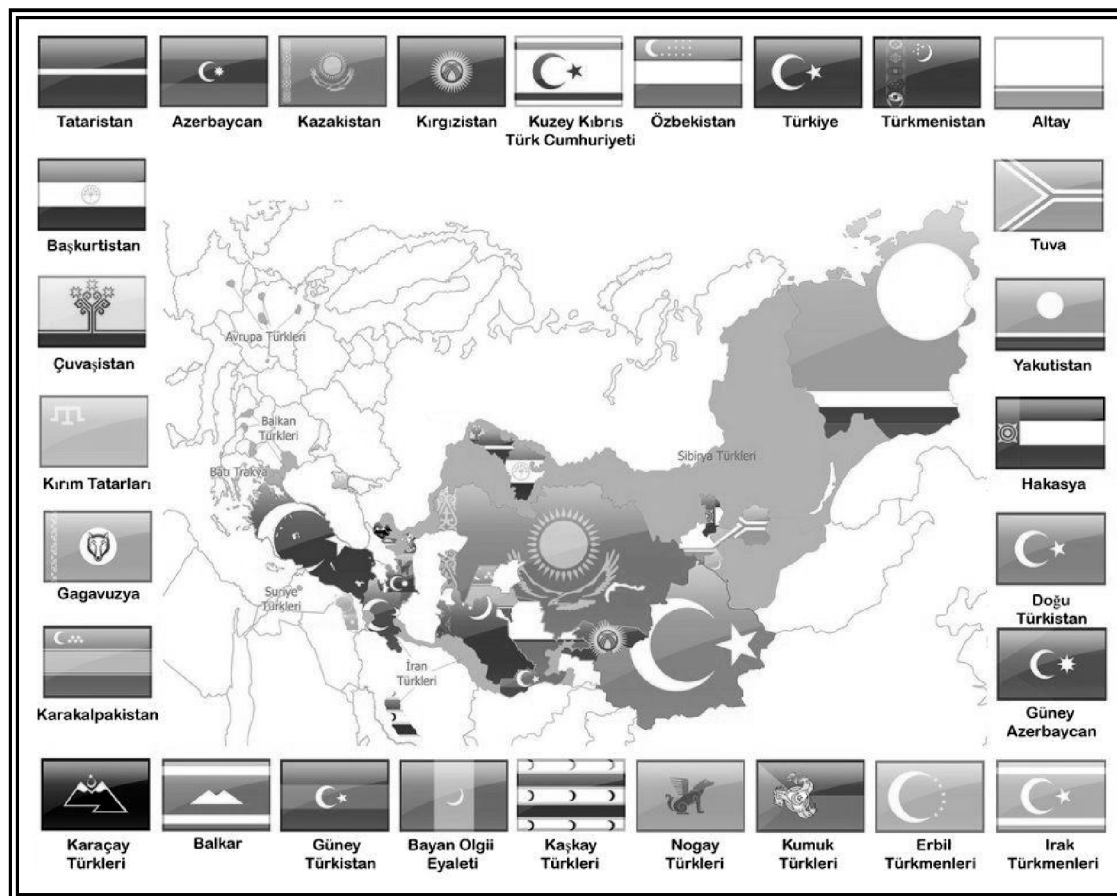 Tataristan
Azerbaycan
Kazakistan
Kırgızistan
Kuzey Kıbrıs
Türk Cumhuriyeti
Özbekistan
Türkiye
Türkmenistan
Altay
Başkurtistan
Tuva
Çuvaşistan
Yakutistan
Kırım Tatarları
Hakasya
Gagavuzya
Doğu
Türkistan
Karakalpakistan
Güney
Azerbaycan
Avrupa Türkleri
Balkan
Türkleri
Batı Trakya
Sibirya Türkleri
Suriye
Türkleri
İran
Türkleri
Karaçay
Türkleri
Balkar
Güney
Türkistan
Bayan Olgii
Eyaleti
Kaşkay
Türkleri
Nogay
Türkleri
Kumuk
Türkleri
Erbil
Türkmenleri
Irak
Türkmenleri